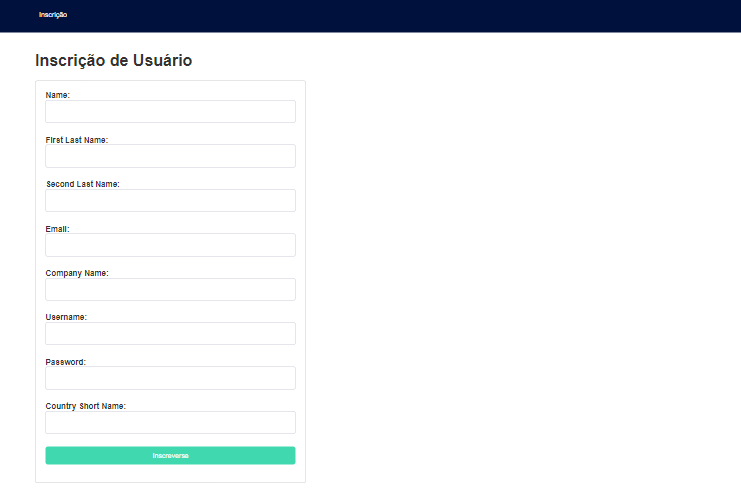 Inscrição
Inscrição de Usuário
Name:
First Last Name:
Second Last Name:
Email:
Company Name:
Username:
Password:
Country Short Name:
Inscreverse